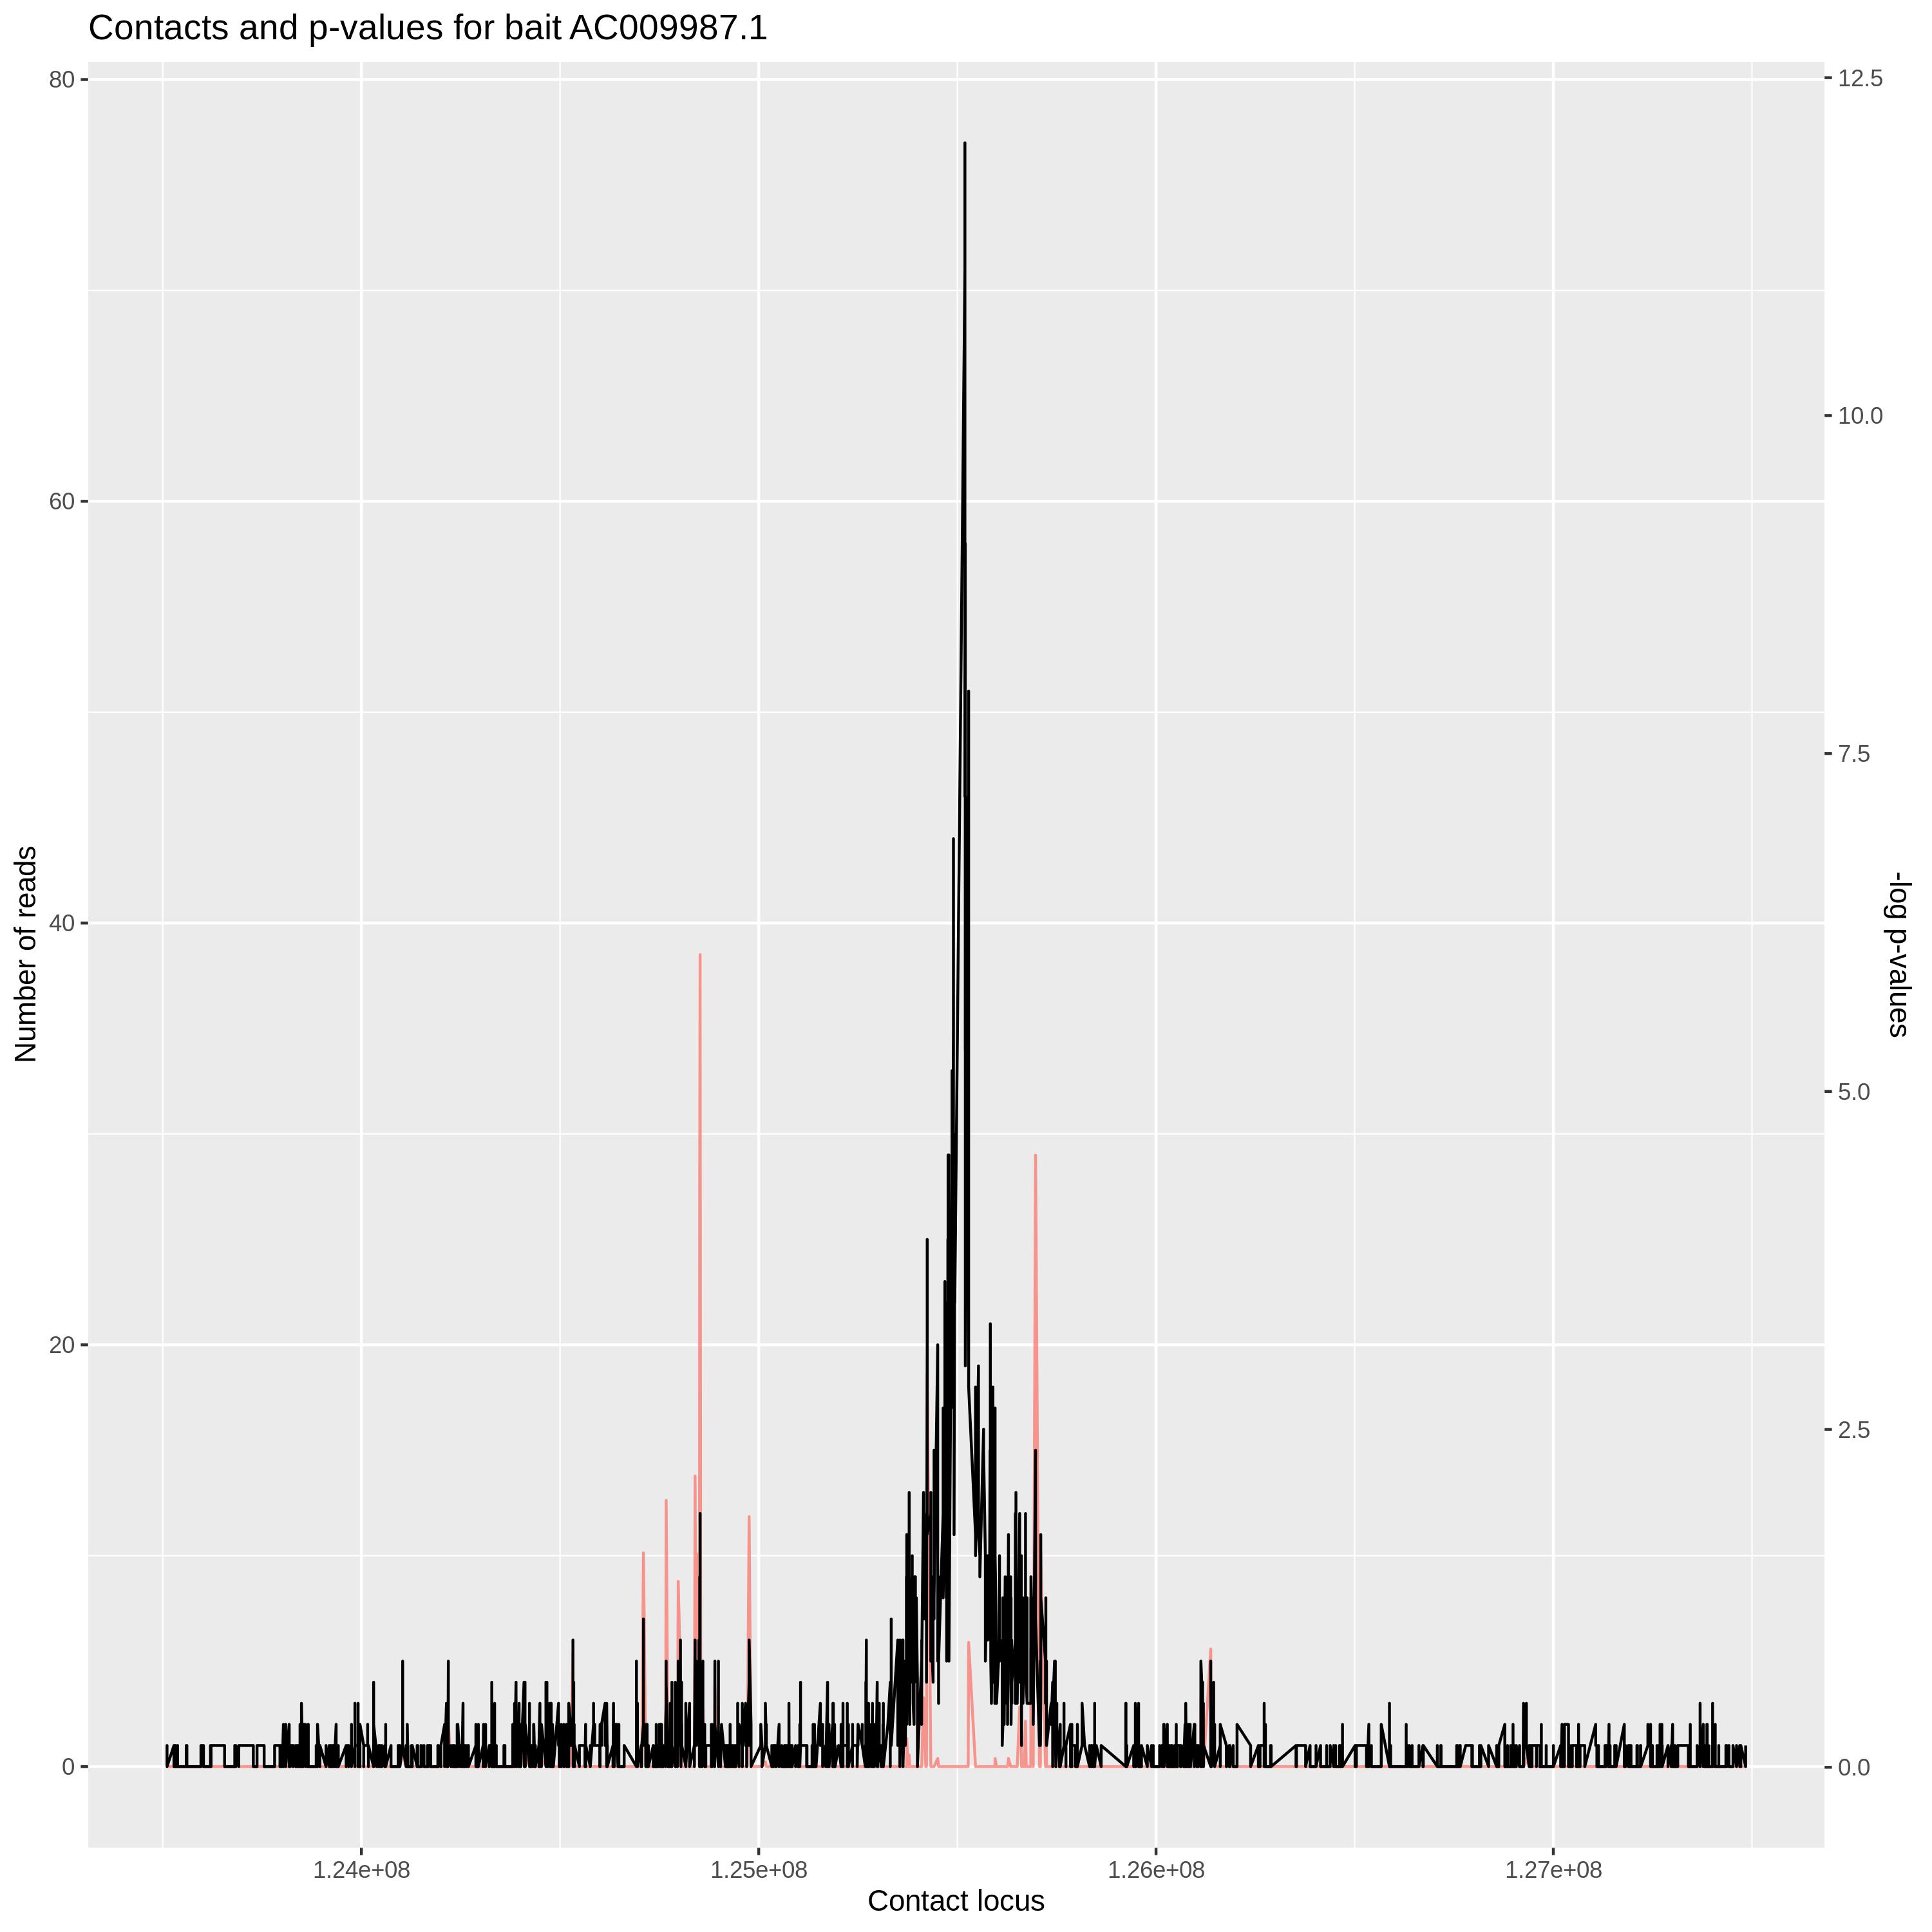 Contacts and p-values for bait AC009987.1
80
60
40
20
0
Number of reads
12.5
10.0
7.5
5.0
2.5
0.0
-log p-values
1.24e+08
1.25e+08
1.26e+08
1.27e+08
Contact locus